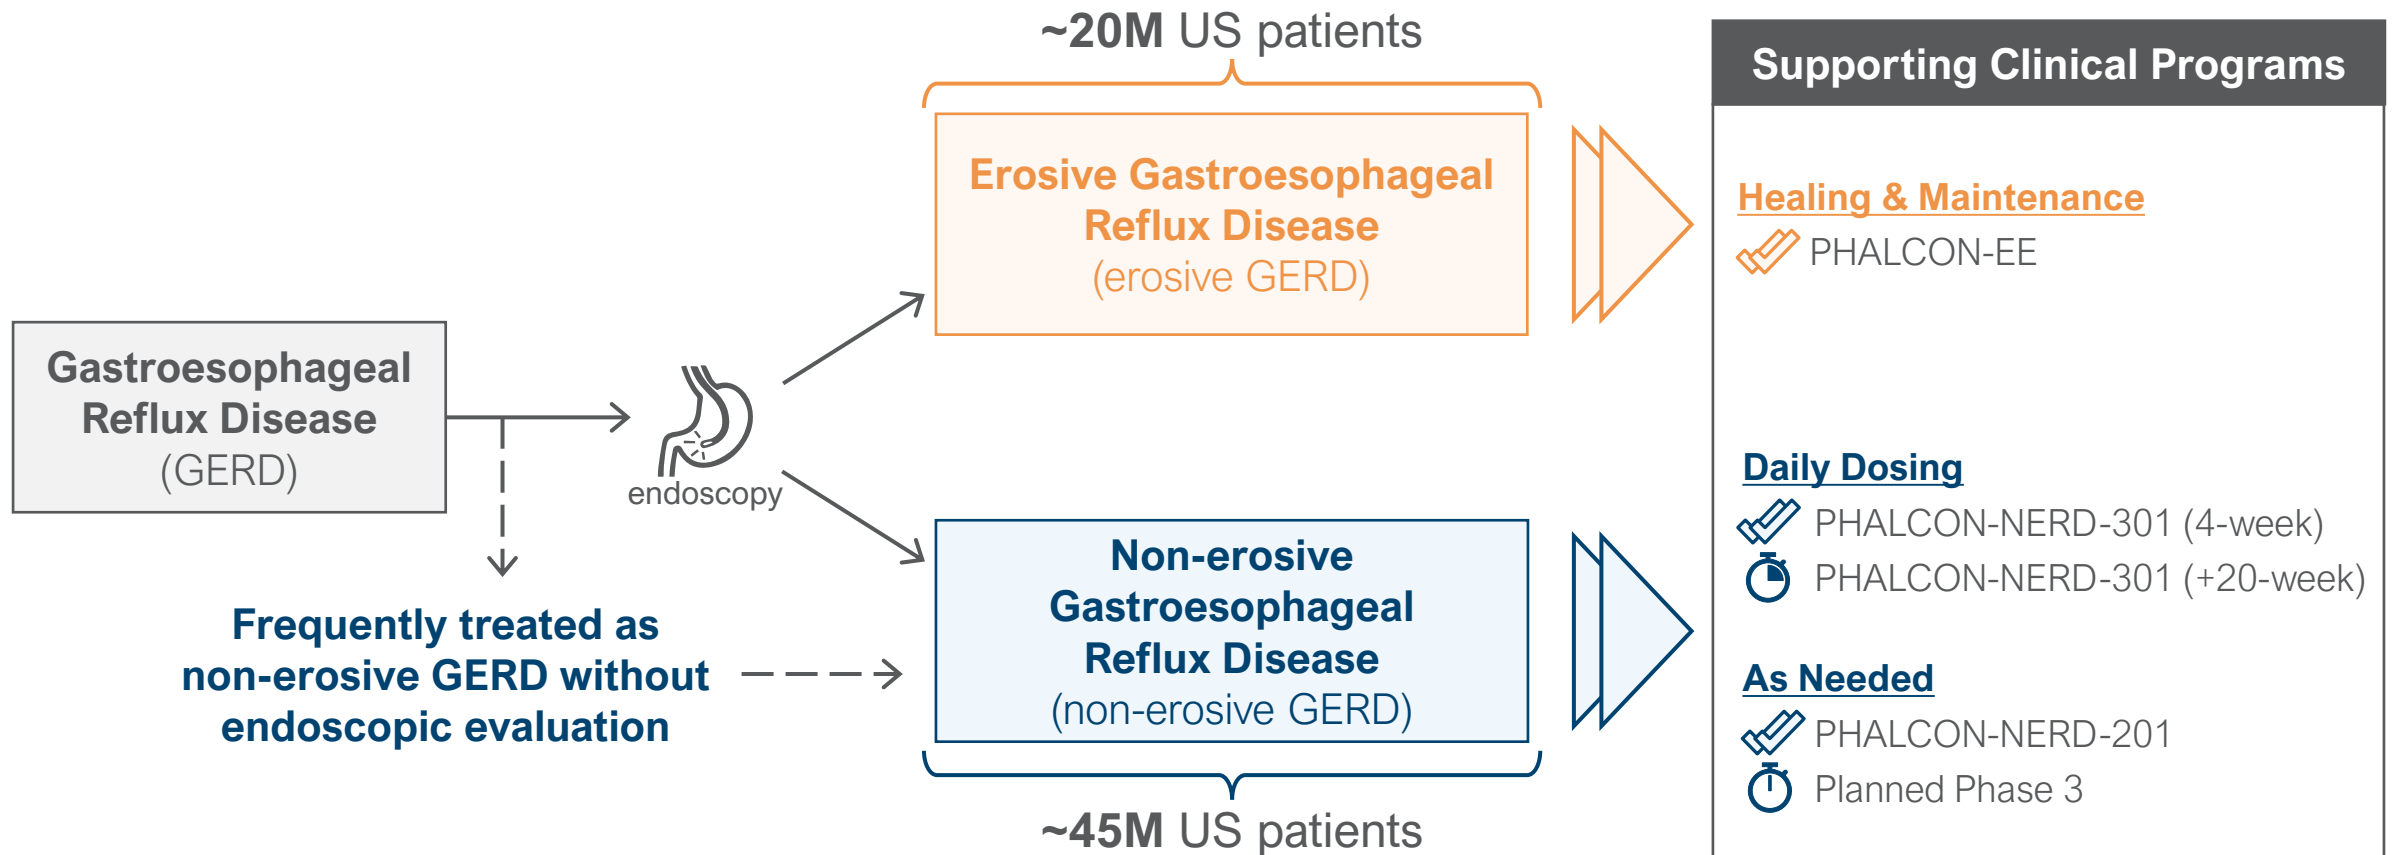 ~20M US patients
Supporting Clinical Programs
Erosive Gastroesophageal
Reflux Disease
(erosive GERD)
Healing & Maintenance
PHALCON-EE
Gastroesophageal
Reflux Disease
(GERD)
endoscopy
Frequently treated as
non-erosive GERD without
endoscopic evaluation
Non-erosive
Gastroesophageal
Reflux Disease
(non-erosive GERD)
~45M US patients
Daily Dosing
PHALCON-NERD-301 (4-week)
PHALCON-NERD-301 (+20-week)
As Needed
PHALCON-NERD-201
Planned Phase 3